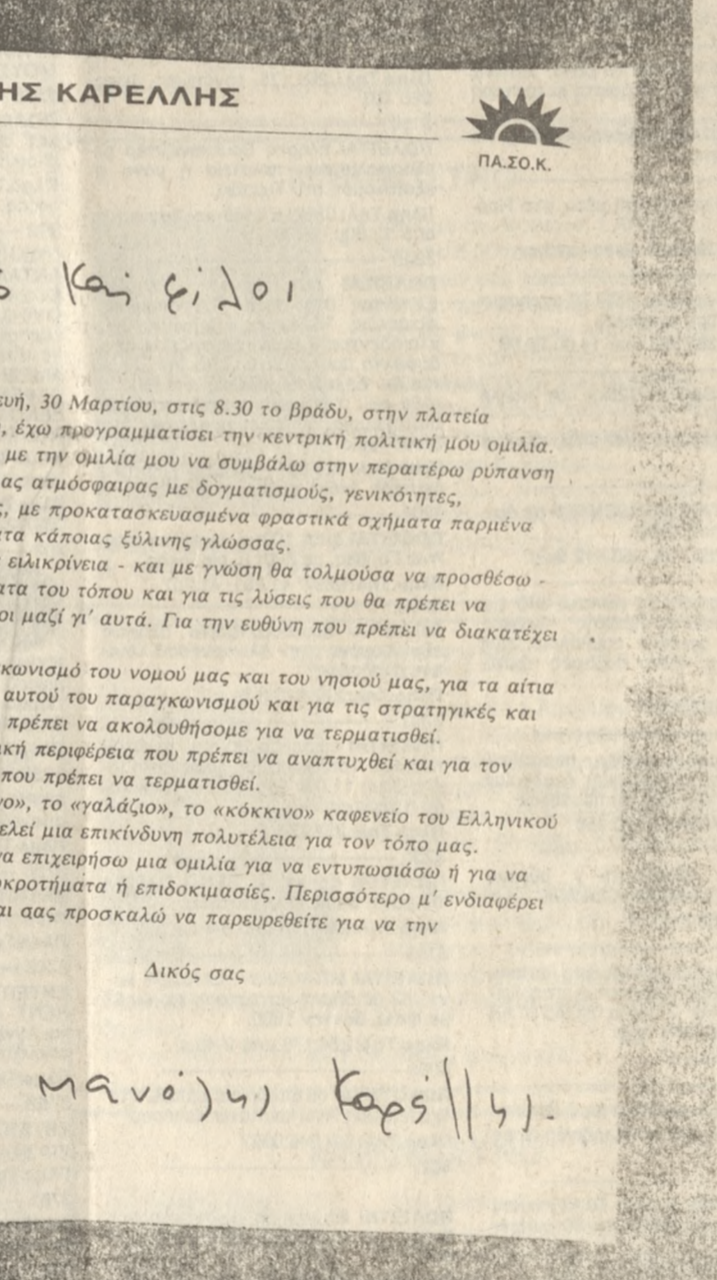 ΗΣ ΚΑΡΕΛΛΗΣ
ΠΑ.ΣΟ.Κ.
ς και φίλοι
ευή, 30 Μαρτίου, στις 8.30 το βράδυ, στην πλατεία
, έχω προγραμματίσει την κεντρική πολιτική μου ομιλία.
με την ομιλία μου να συμβάλω στην περαιτέρω ρύπανση
ας ατμόσφαιρας με δογματισμούς, γενικότητες,
ς, με προκατασκευασμένα φραστικά σχήματα παρμένα
τα κάποιας ξύλινης γλώσσας.
ειλικρίνεια - και με γνώση θα τολμούσα να προσθέσω -
ατα του τόπου και για τις λύσεις που θα πρέπει να
οι μαζί γι' αυτά. Για την ευθύνη που πρέπει να διακατέχει
κωνισμό του νομού μας και του νησιού μας, για τα αίτια
αυτού του παραγκωνισμού και για τις στρατηγικές και
πρέπει να ακολουθήσομε για να τερματισθεί.
ική περιφέρεια που πρέπει να αναπτυχθεί και για τον
που πρέπει να τερματισθεί.
νο», το «γαλάζιο», το «κόκκινο» καφενείο του Ελληνικού
ελεί μια επικίνδυνη πολυτέλεια για τον τόπο μας.
να επιχειρήσω μια ομιλία για να εντυπωσιάσω ή για να
κροτήματα ή επιδοκιμασίες. Περισσότερο μ' ενδιαφέρει
αι σας προσκαλώ να παρευρεθείτε για να την
Δικός σας
Μανόλης Καρέλλης.